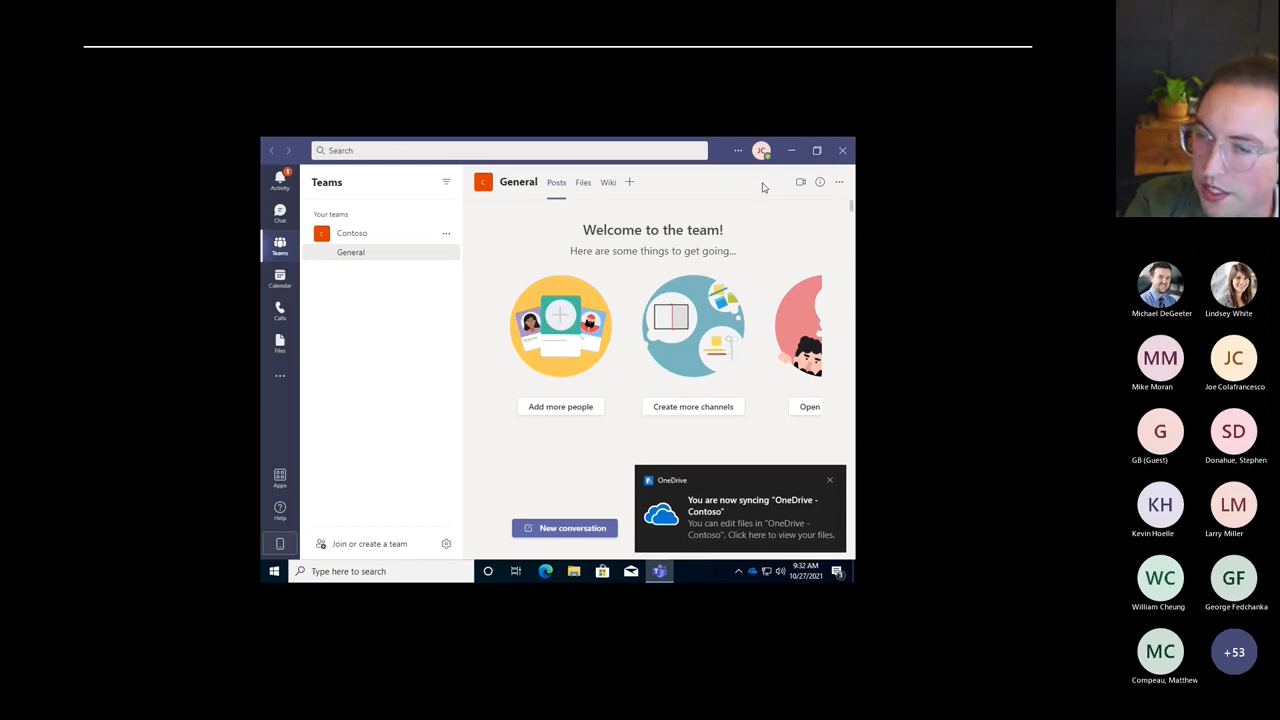 Search
JC
1
Activity
Chat
Teams
Calendar
Calls
Files
Apps
Help
Teams
Your teams
C
Contoso
General
Join or create a team
C
General
Posts
Files
Wiki
Welcome to the team!
Here are some things to get going...
Add more people
Create more channels
Open
New conversation
OneDrive
You are now syncing "OneDrive -
Contoso"
You can edit files in "OneDrive -
Contoso". Click here to view your files.
Type here to search
9:32 AM
10/27/2021
Michael DeGeeter
Lindsey White
MM
Mike Moran
JC
Joe Colafrancesco
G
GB (Guest)
SD
Donahue, Stephen
KH
Kevin Hoelle
LM
Larry Miller
WC
William Cheung
GF
George Fedchanka
MC
Compeau, Matthew
+53